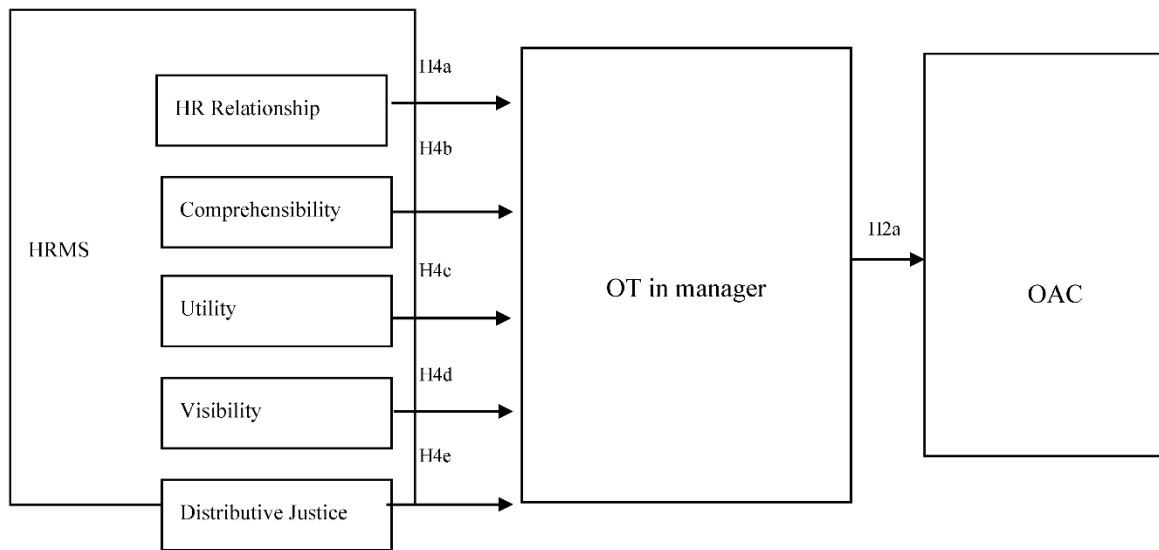 H4a
HR Relationship
H4b
Comprehensibility
HRMS
H4c
Utility
H4d
Visibility
H4e
Distributive Justice
OT in manager
H2a
OAC